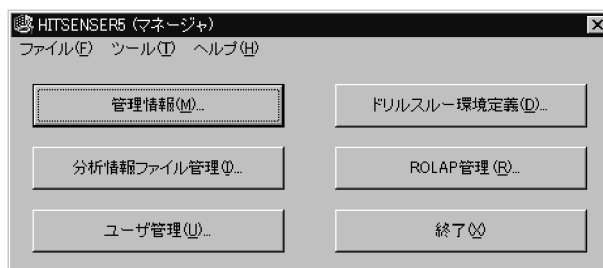 HITSENSER5 (マネージャ)
ファイル(F) ツール(T) ヘルプ(H)
管理情報(M)... ドリルスルー環境定義(D)...
分析情報ファイル管理(I)... ROLAP管理(R)...
ユーザ管理(U)... 終了(X)